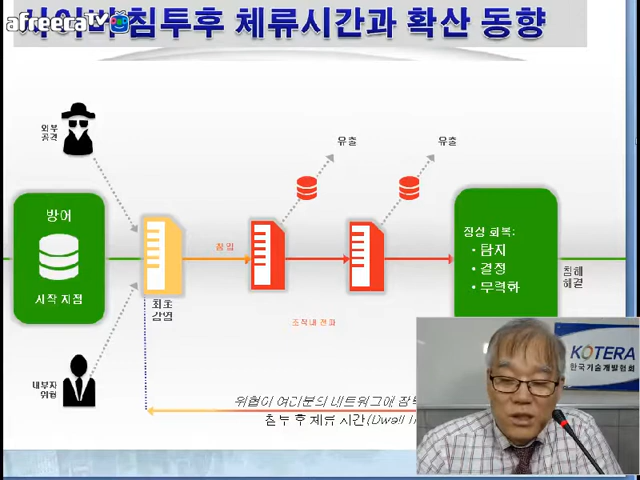 afreecaTV
침투후 체류시간과 확산 동향
외부
공격
유출
유출
방어
시작 지점
침입
정상 회복:
• 탐지
• 결정
• 무력화
최초
감염
침해
해결
조직내 전파
내부자
위협
KOTERA
한국기술개발협회
위협이 여러분의 네트워크에
침투 후 체류 시간(Dwell